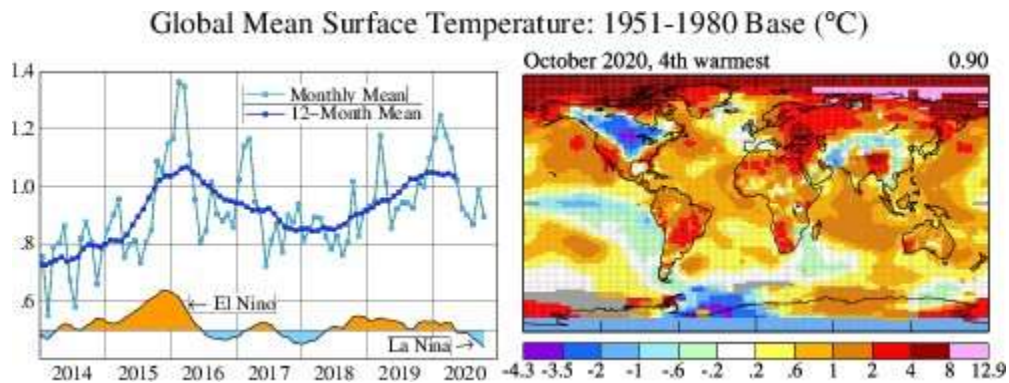 Global Mean Surface Temperature: 1951-1980 Base (°C)
October 2020, 4th warmest 0.90
1.4
Monthly Mean
12-Month Mean
1.2
1.0
.8
.6
← El Nino
La Nina →
2014 2015 2016 2017 2018 2019 2020
-4.3 -3.5 -2 -1 -.6 -.2 .2 .6 1 2 4 8 12.9